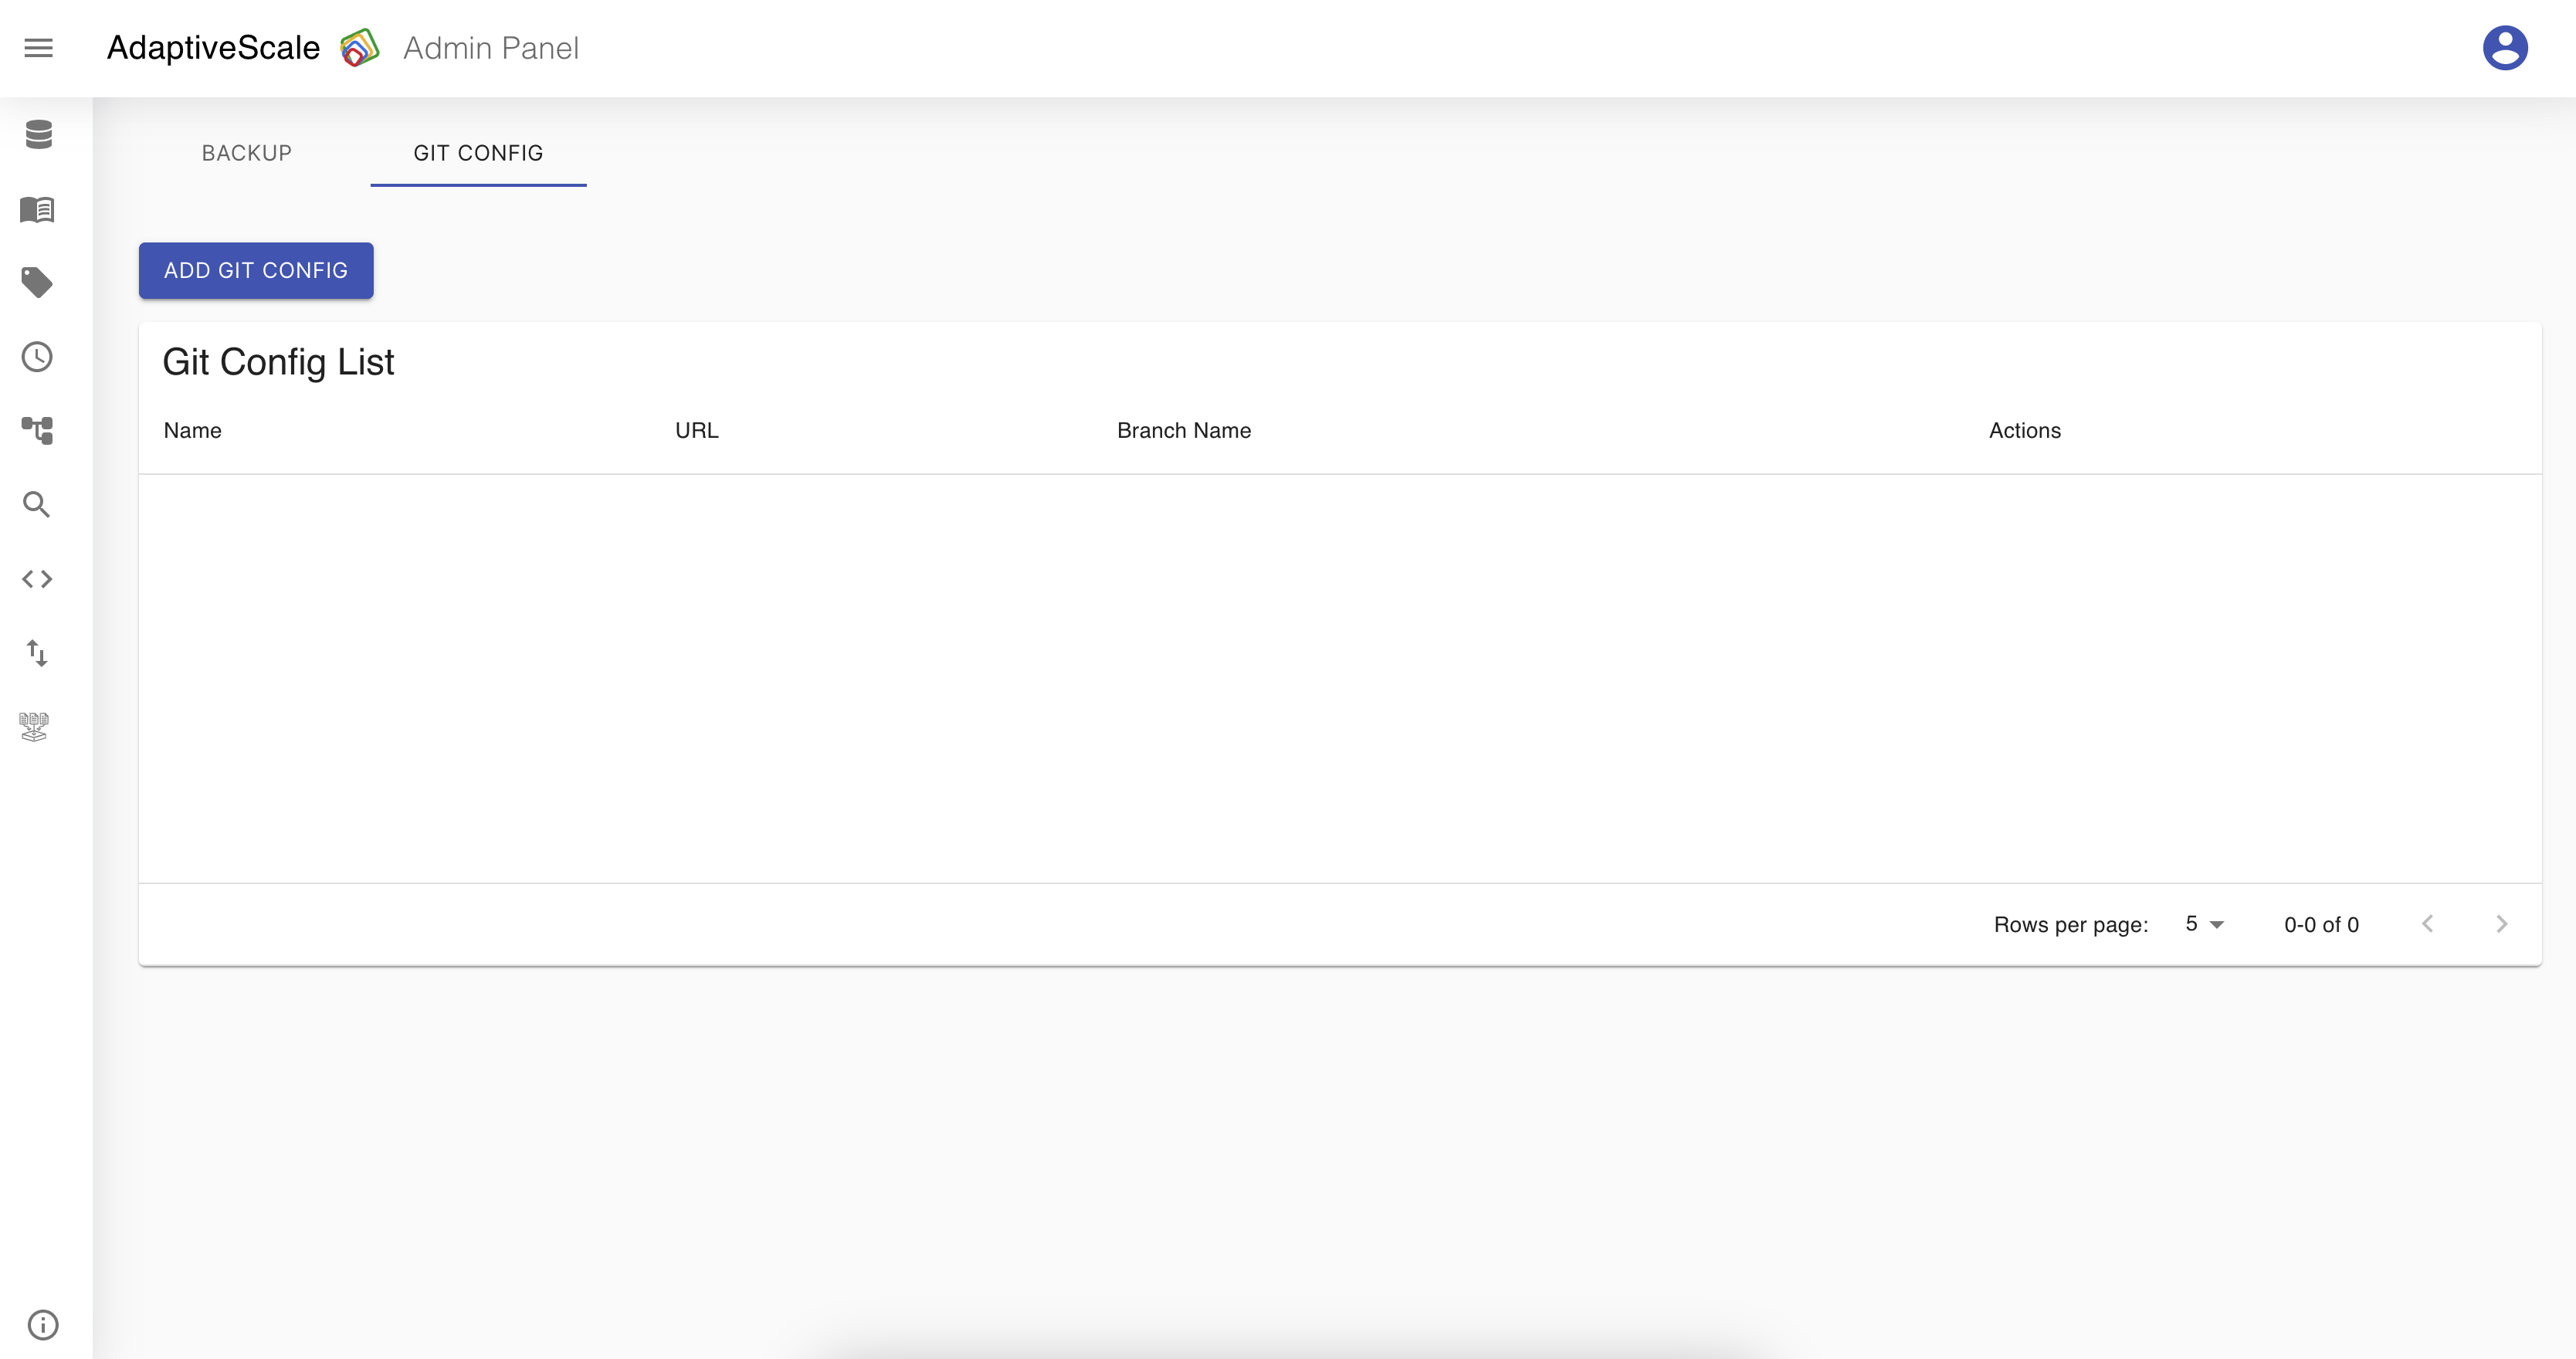 AdaptiveScale Admin Panel
BACKUP GIT CONFIG
ADD GIT CONFIG
Git Config List
Name URL Branch Name Actions
Rows per page: 5 0-0 of 0